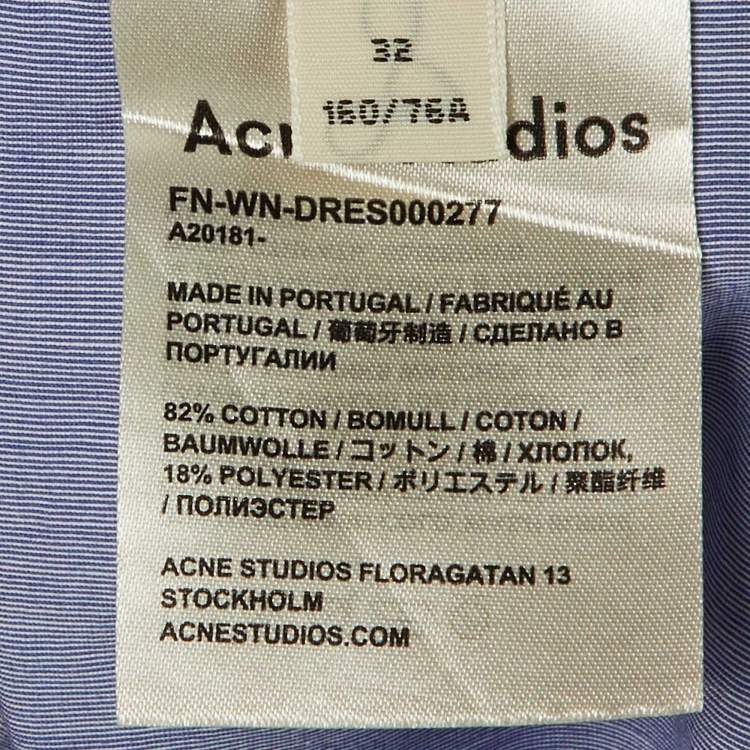 32
160/76A
Acn dios
FN-WN-DRES000277
A20181-
MADE IN PORTUGAL / FABRIQUÉ AU
PORTUGAL / 葡萄牙制造 / СДЕЛАНО В
ПОРТУГАЛИИ
82% COTTON / BOMULL / COTON /
BAUMWOLLE / コットン / 棉 / ХЛОПОК,
18% POLYESTER / ポリエステル / 聚酯纤维
/ ПОЛИЭСТЕР
ACNE STUDIOS FLORAGATAN 13
STOCKHOLM
ACNESTUDIOS.COM